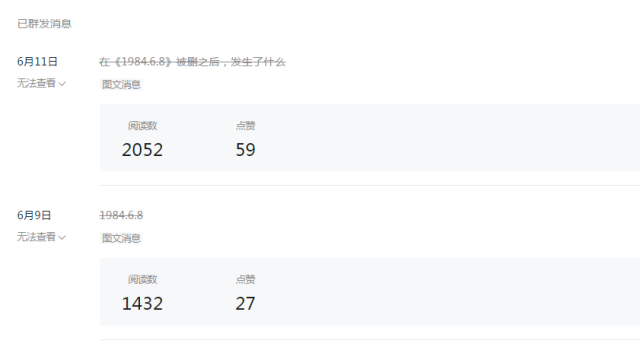 已群发消息
6月11日
在《1984.6.8》被删之后，发生了什么
无法查看
图文消息
阅读数 点赞
2052 59
6月9日
1984.6.8
无法查看
图文消息
阅读数 点赞
1432 27